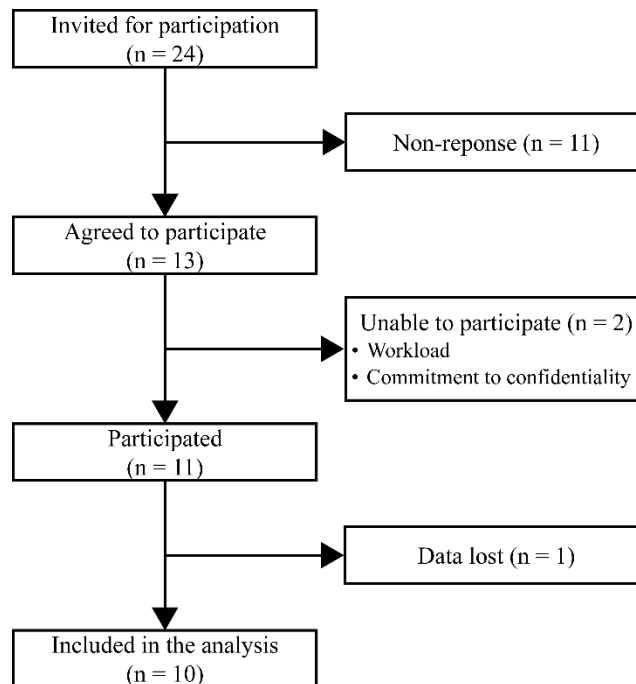 Invited for participation
(n = 24)
Non-reponse (n = 11)
Agreed to participate
(n = 13)
Unable to participate (n = 2)
• Workload
• Commitment to confidentiality
Participated
(n = 11)
Data lost (n = 1)
Included in the analysis
(n = 10)